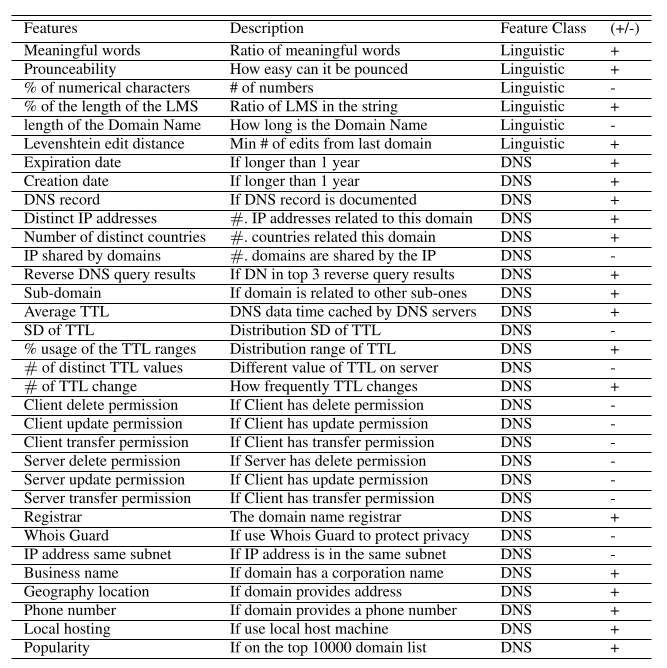 Features Description Feature Class (+/-)
Meaningful words Ratio of meaningful words Linguistic +
Prounceability How easy can it be pounced Linguistic +
% of numerical characters # of numbers Linguistic -
% of the length of the LMS Ratio of LMS in the string Linguistic +
length of the Domain Name How long is the Domain Name Linguistic -
Levenshtein edit distance Min # of edits from last domain Linguistic +
Expiration date If longer than 1 year DNS +
Creation date If longer than 1 year DNS +
DNS record If DNS record is documented DNS +
Distinct IP addresses #. IP addresses related to this domain DNS +
Number of distinct countries #. countries related this domain DNS +
IP shared by domains #. domains are shared by the IP DNS -
Reverse DNS query results If DN in top 3 reverse query results DNS +
Sub-domain If domain is related to other sub-ones DNS +
Average TTL DNS data time cached by DNS servers DNS +
SD of TTL Distribution SD of TTL DNS -
% usage of the TTL ranges Distribution range of TTL DNS +
# of distinct TTL values Different value of TTL on server DNS -
# of TTL change How frequently TTL changes DNS +
Client delete permission If Client has delete permission DNS -
Client update permission If Client has update permission DNS -
Client transfer permission If Client has transfer permission DNS -
Server delete permission If Server has delete permission DNS -
Server update permission If Client has update permission DNS -
Server transfer permission If Client has transfer permission DNS -
Registrar The domain name registrar DNS +
Whois Guard If use Whois Guard to protect privacy DNS -
IP address same subnet If IP address is in the same subnet DNS -
Business name If domain has a corporation name DNS +
Geography location If domain provides address DNS +
Phone number If domain provides a phone number DNS +
Local hosting If use local host machine DNS +
Popularity If on the top 10000 domain list DNS +